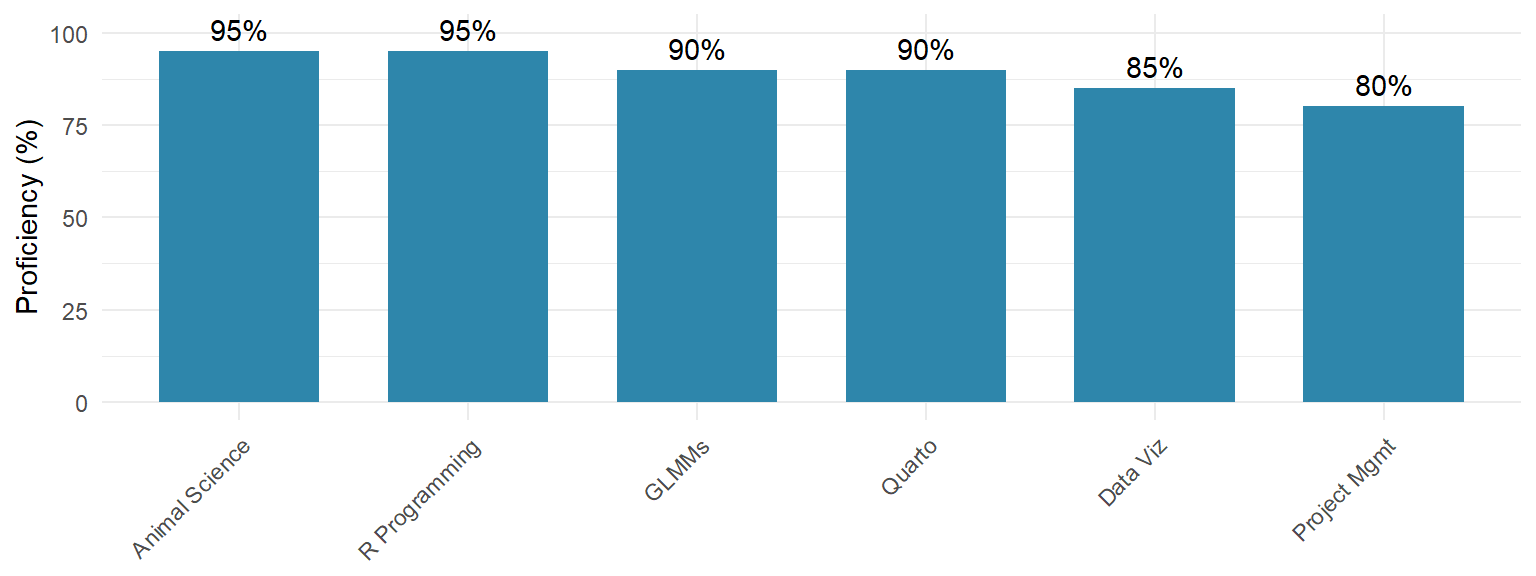 95%
95%
90%
90%
85%
80%
Proficiency (%)
100
75
50
25
0
Animal Science
R Programming
GLMMs
Quarto
Data Viz
Project Mgmt